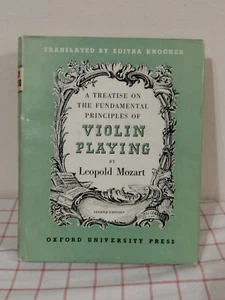 TRANSLATED BY EDITHA KNOCKER
A TREATISE ON
THE FUNDAMENTAL
PRINCIPLES OF
VIOLIN
PLAYING
BY
Leopold Mozart
SECOND EDITION
OXFORD UNIVERSITY PRESS